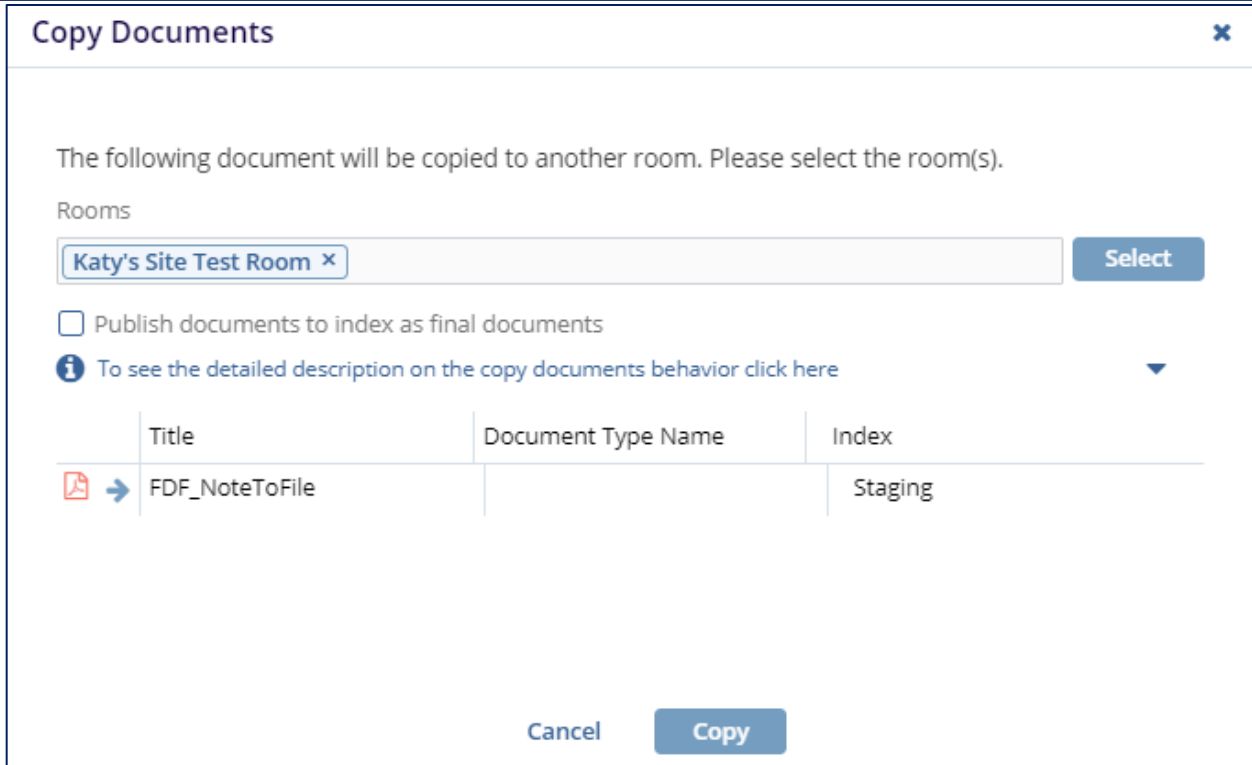 Copy Documents
The following document will be copied to another room. Please select the room(s).
Rooms
Katy's Site Test Room ×
Select
Publish documents to index as final documents
To see the detailed description on the copy documents behavior click here
Title Document Type Name Index
FDF_NoteToFile Staging
Cancel Copy